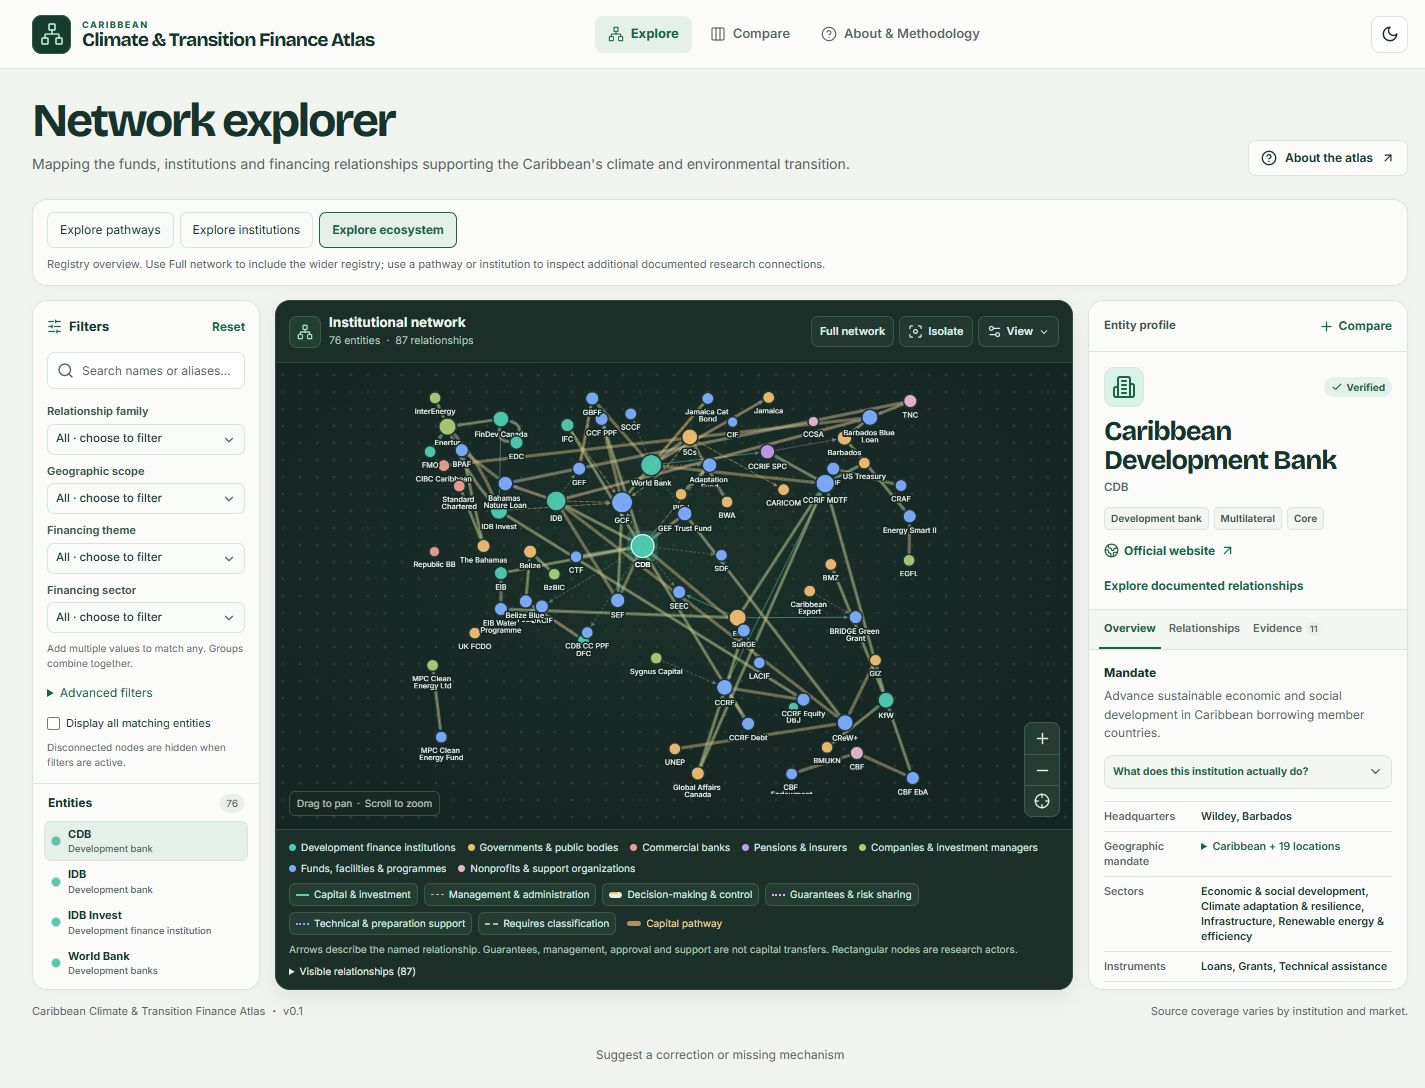 CARIBBEAN
Climate & Transition Finance Atlas
Explore
Compare
About & Methodology
Network explorer
Mapping the funds, institutions and financing relationships supporting the Caribbean's climate and environmental transition.
About the atlas
Explore pathways
Explore institutions
Explore ecosystem
Registry overview. Use Full network to include the wider registry; use a pathway or institution to inspect additional documented research connections.
Filters
Reset
Search names or aliases...
Relationship family
All · choose to filter
Geographic scope
All · choose to filter
Financing theme
All · choose to filter
Financing sector
All · choose to filter
Add multiple values to match any. Groups
combine together.
Advanced filters
Display all matching entities
Disconnected nodes are hidden when
filters are active.
Entities
76
CDB
Development bank
IDB
Development bank
IDB Invest
Development finance institution
World Bank
Development banks
Institutional network
76 entities · 87 relationships
Full network
Isolate
View
InterEnergy
GBFF
GCF PPF
SCCF
Jamaica Cat
Bond
Jamaica
TNC
FinDev Canada
IFC
CIF
CCSA
Barbados Blue
Loan
Enertur
EDC
5Cs
Barbados
FMO
BPAF
CIBC Caribbean
GEF
World Bank
Adaptation
CCRIF SPC
US Treasury
Standard
Chartered
Bahamas
Nature Loan
CARICOM
CCRIF MDTF
CRAF
IDB Invest
IDB
GCF
GEF Trust Fund
BWA
Energy Smart II
Republic BB
The Bahamas
Belize
CTF
CDB
SDF
EGFL
EIB
BzBIC
BMZ
EIB Water
Programme
Belize Blue
SEF
SEEC
Caribbean
Export
UK FCDO
CDB CC PPF
DFC
SuRGE
BRIDGE Green
Grant
MPC Clean
Energy Ltd
Sygnus Capital
LACIF
GIZ
CCRF
CCRF Equity
DBJ
KfW
MPC Clean
Energy Fund
CCRF Debt
CReW+
UNEP
BMUKN
CBF
Global Affairs
Canada
CBF
CBF EbA
Drag to pan · Scroll to zoom
Development finance institutions
Governments & public bodies
Commercial banks
Pensions & insurers
Companies & investment managers
Funds, facilities & programmes
Nonprofits & support organizations
Capital & investment
Management & administration
Decision-making & control
Guarantees & risk sharing
Technical & preparation support
Requires classification
Capital pathway
Arrows describe the named relationship. Guarantees, management, approval and support are not capital transfers. Rectangular nodes are research actors.
Visible relationships (87)
Entity profile
Compare
Verified
Caribbean
Development Bank
CDB
Development bank
Multilateral
Core
Official website
Explore documented relationships
Overview
Relationships
Evidence 11
Mandate
Advance sustainable economic and social
development in Caribbean borrowing member
countries.
What does this institution actually do?
Headquarters
Wildey, Barbados
Geographic
mandate
Caribbean + 19 locations
Sectors
Economic & social development,
Climate adaptation & resilience,
Infrastructure, Renewable energy &
efficiency
Instruments
Loans, Grants, Technical assistance
Caribbean Climate & Transition Finance Atlas · v0.1
Source coverage varies by institution and market.
Suggest a correction or missing mechanism